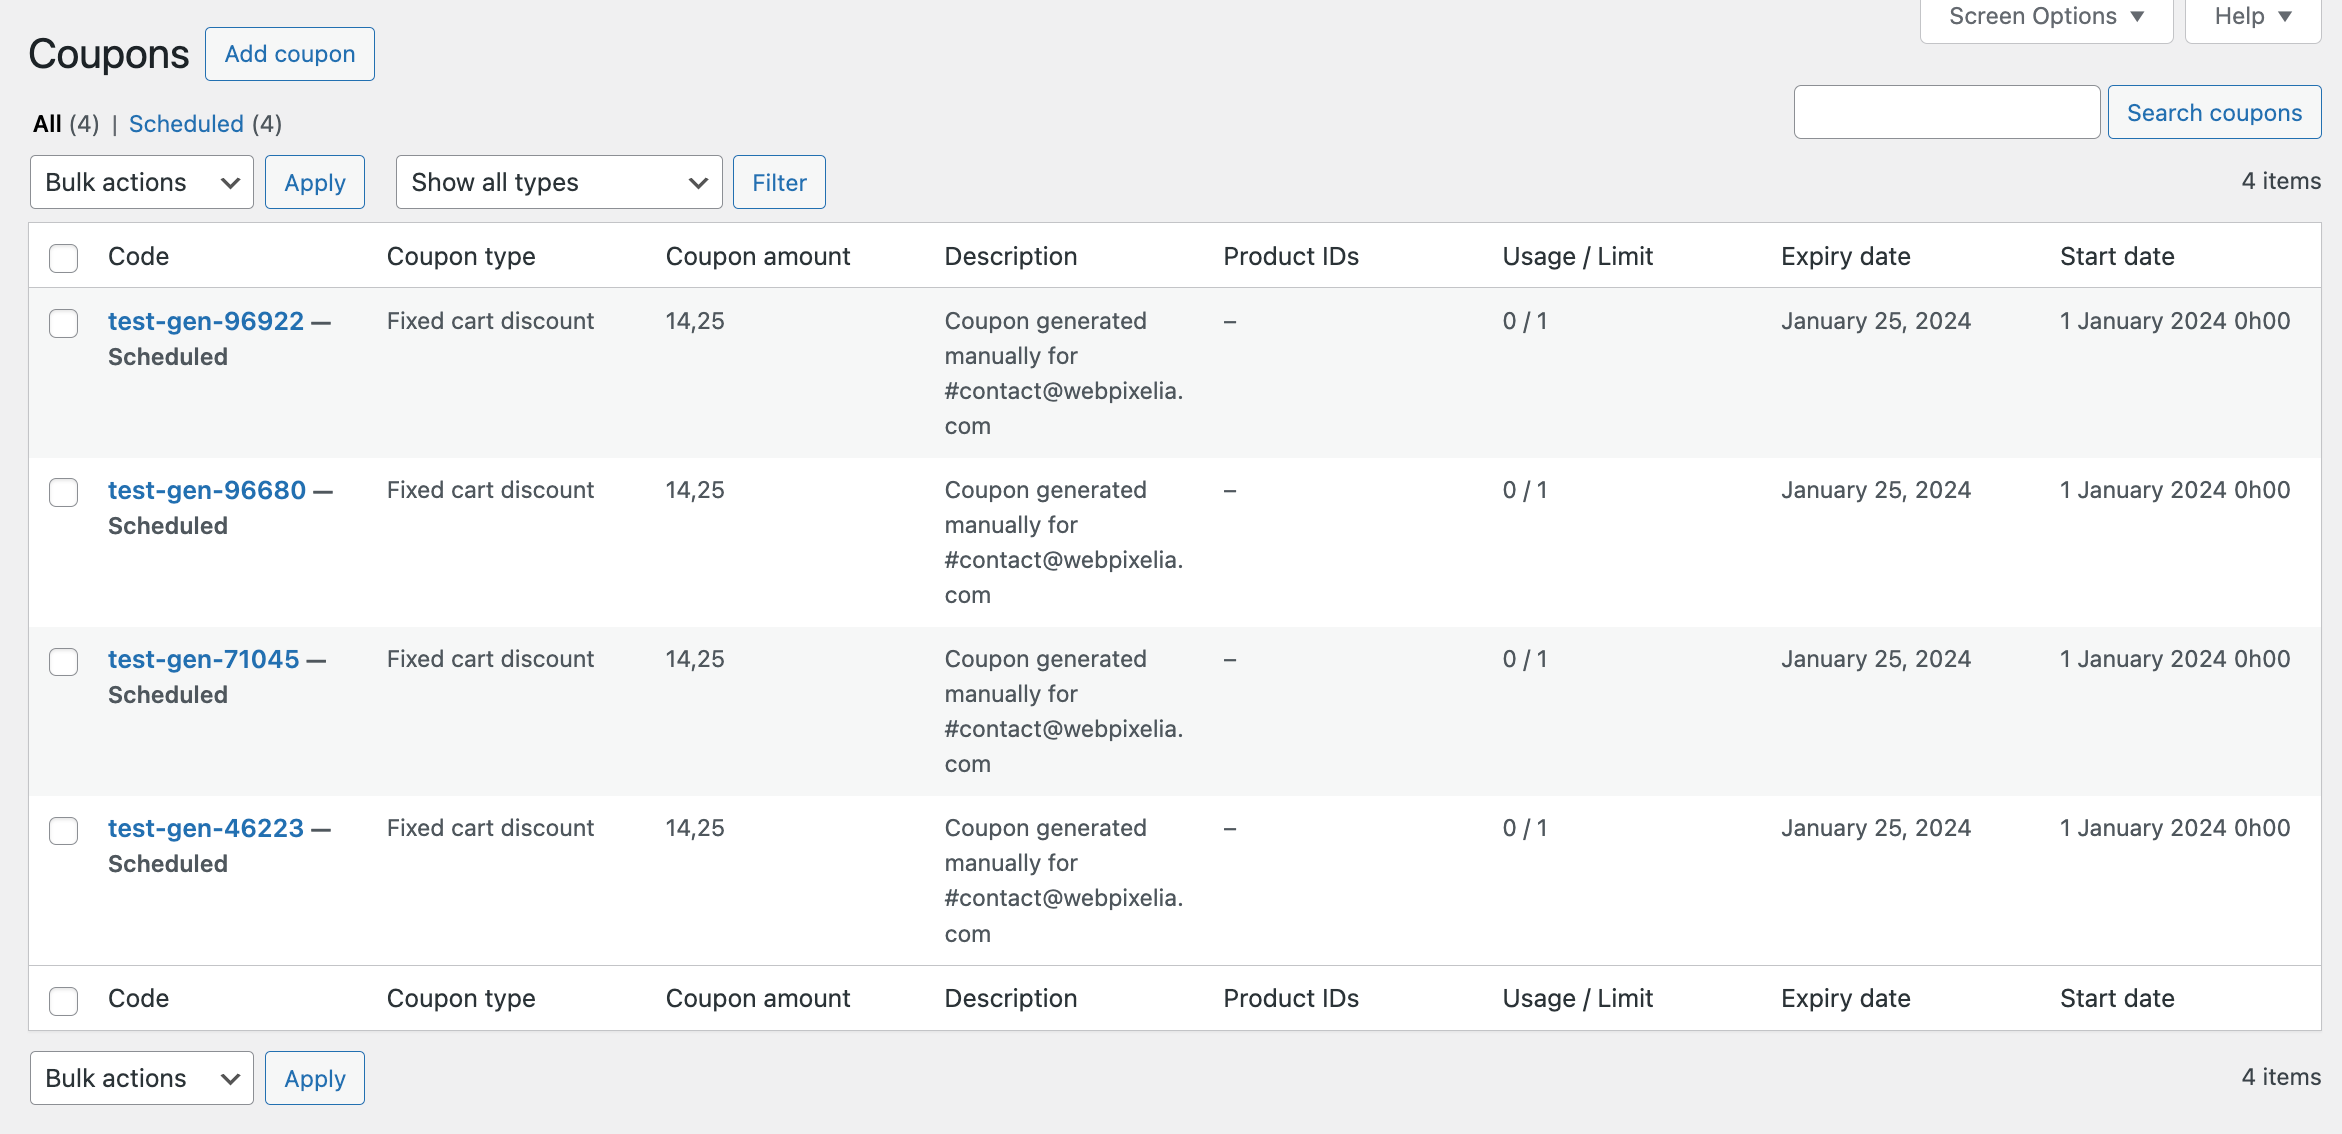 Screen Options ▼
Help ▼
Coupons
Add coupon
All (4) | Scheduled (4)
Search coupons
Bulk actions
Apply
Show all types
Filter
4 items
Code Coupon type Coupon amount Description Product IDs Usage / Limit Expiry date Start date
test-gen-96922 — Fixed cart discount 14,25 Coupon generated – 0 / 1 January 25, 2024 1 January 2024 0h00
Scheduled manually for
#contact@webpixelia.
com
test-gen-96680 — Fixed cart discount 14,25 Coupon generated – 0 / 1 January 25, 2024 1 January 2024 0h00
Scheduled manually for
#contact@webpixelia.
com
test-gen-71045 — Fixed cart discount 14,25 Coupon generated – 0 / 1 January 25, 2024 1 January 2024 0h00
Scheduled manually for
#contact@webpixelia.
com
test-gen-46223 — Fixed cart discount 14,25 Coupon generated – 0 / 1 January 25, 2024 1 January 2024 0h00
Scheduled manually for
#contact@webpixelia.
com
Code Coupon type Coupon amount Description Product IDs Usage / Limit Expiry date Start date
Bulk actions
Apply
4 items